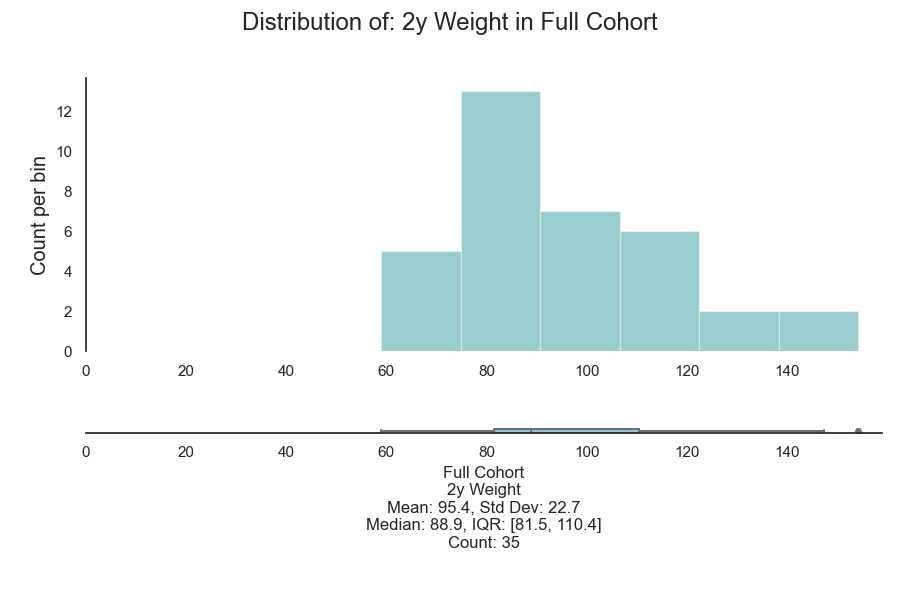 Distribution of: 2y Weight in Full Cohort
Count per bin
12
10
8
6
4
2
0
0 20 40 60 80 100 120 140
0 20 40 60 80 100 120 140
Full Cohort
2y Weight
Mean: 95.4, Std Dev: 22.7
Median: 88.9, IQR: [81.5, 110.4]
Count: 35